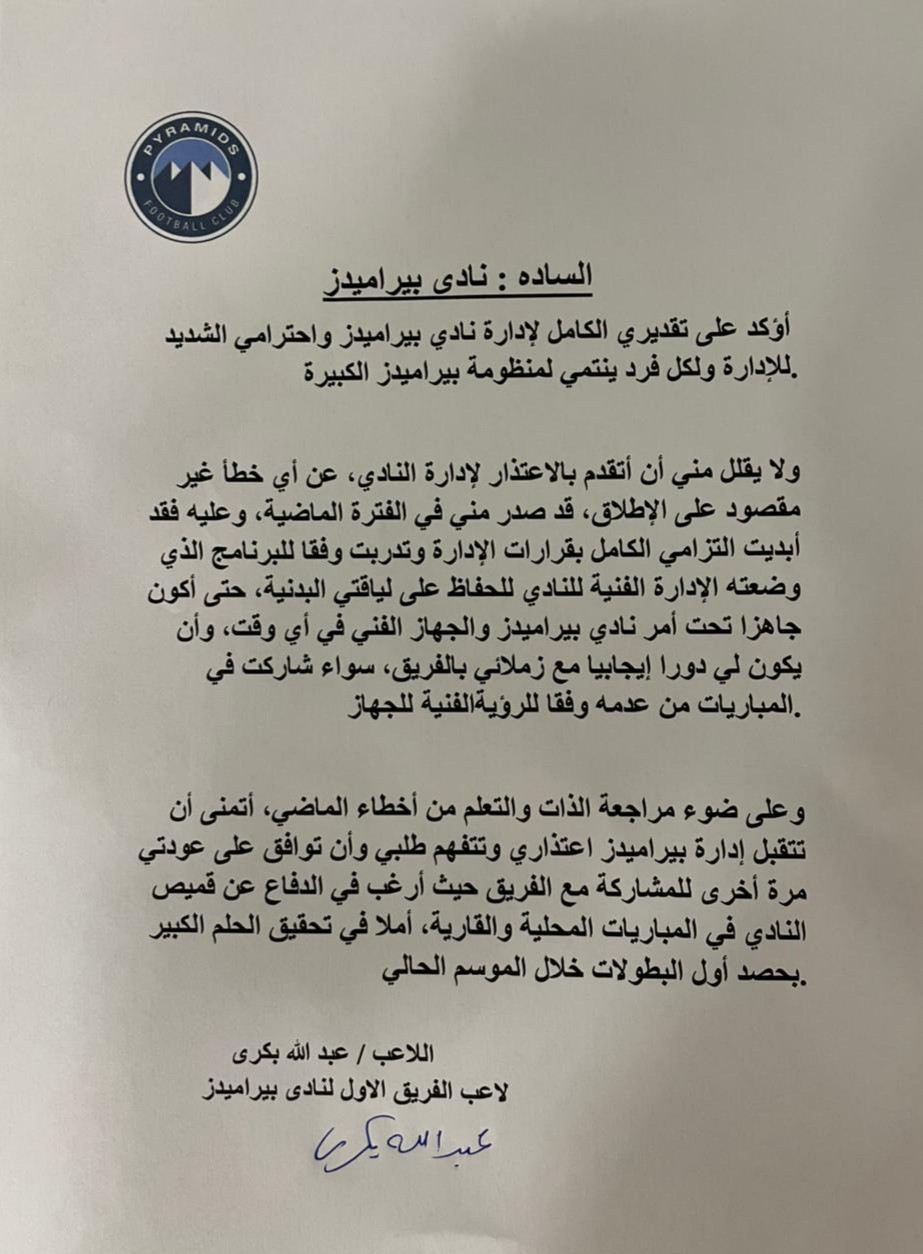 PYRAMIDS
FOOTBALL CLUB
الساده : نادى بيراميدز
أؤكد على تقديري الكامل لإدارة نادي بيراميدز واحترامي الشديد
.للإدارة ولكل فرد ينتمي لمنظومة بيراميدز الكبيرة
ولا يقلل مني أن أتقدم بالاعتذار لإدارة النادي، عن أي خطأ غير
مقصود على الإطلاق، قد صدر مني في الفترة الماضية، وعليه فقد
أبديت التزامي الكامل بقرارات الإدارة وتدربت وفقا للبرنامج الذي
وضعته الإدارة الفنية للنادي للحفاظ على لياقتي البدنية، حتى أكون
جاهزا تحت أمر نادي بيراميدز والجهاز الفني في أي وقت، وأن
يكون لي دورا إيجابيا مع زملائي بالفريق، سواء شاركت في
.المباريات من عدمه وفقا للرؤيةالفنية للجهاز
وعلى ضوء مراجعة الذات والتعلم من أخطاء الماضي، أتمنى أن
تتقبل إدارة بيراميدز اعتذاري وتتفهم طلبي وأن توافق على عودتي
مرة أخرى للمشاركة مع الفريق حيث أرغب في الدفاع عن قميص
النادي في المباريات المحلية والقارية، أملا في تحقيق الحلم الكبير
.بحصد أول البطولات خلال الموسم الحالي
اللاعب / عبد الله بكرى
لاعب الفريق الاول لنادى بيراميدز
عبدالله بكرى